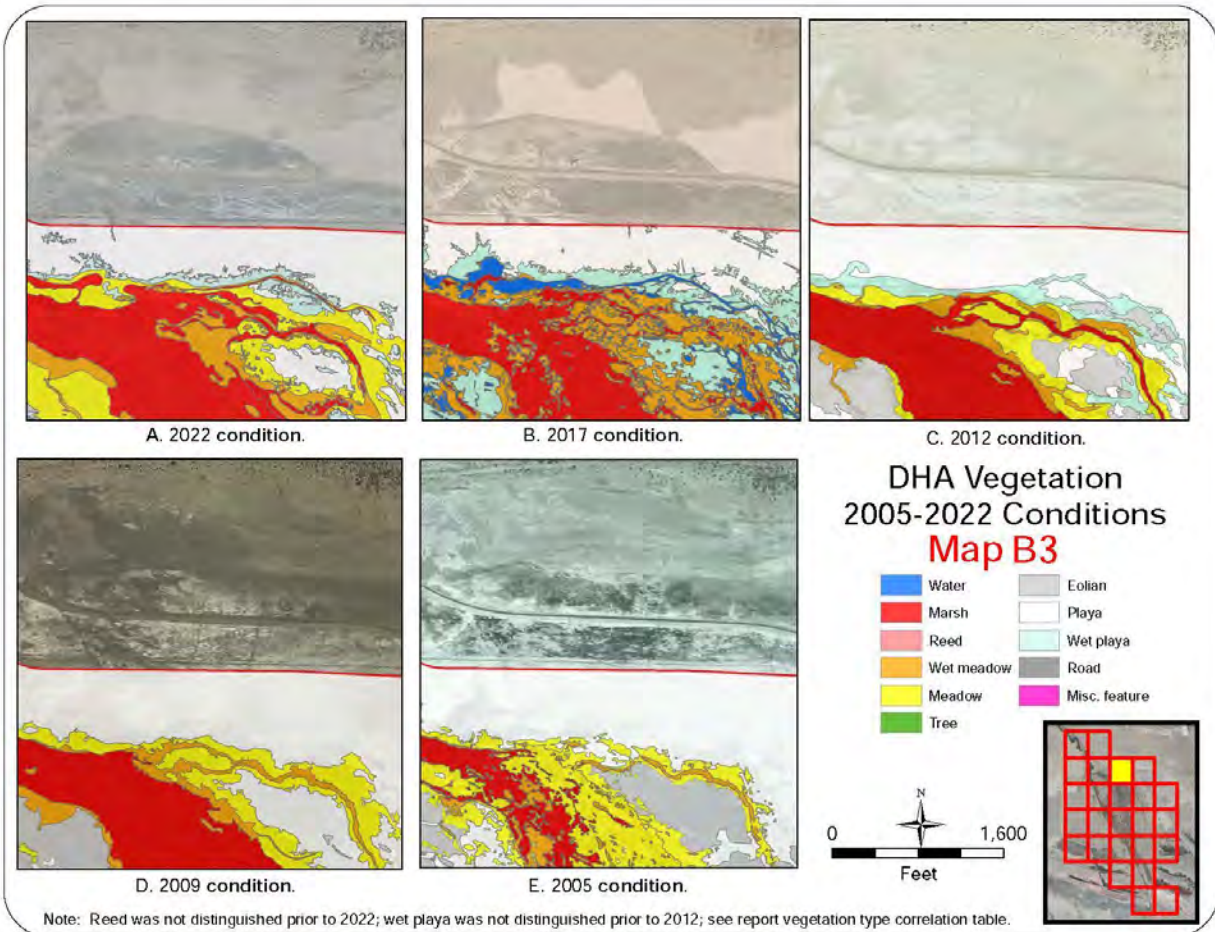 A. 2022 condition.
B. 2017 condition.
C. 2012 condition.
D. 2009 condition.
E. 2005 condition.
DHA Vegetation
2005-2022 Conditions
Map B3
Water
Marsh
Reed
Wet meadow
Meadow
Tree
Eolian
Playa
Wet playa
Road
Misc. feature
N
0 1,600
Feet
Note: Reed was not distinguished prior to 2022; wet playa was not distinguished prior to 2012; see report vegetation type correlation table.